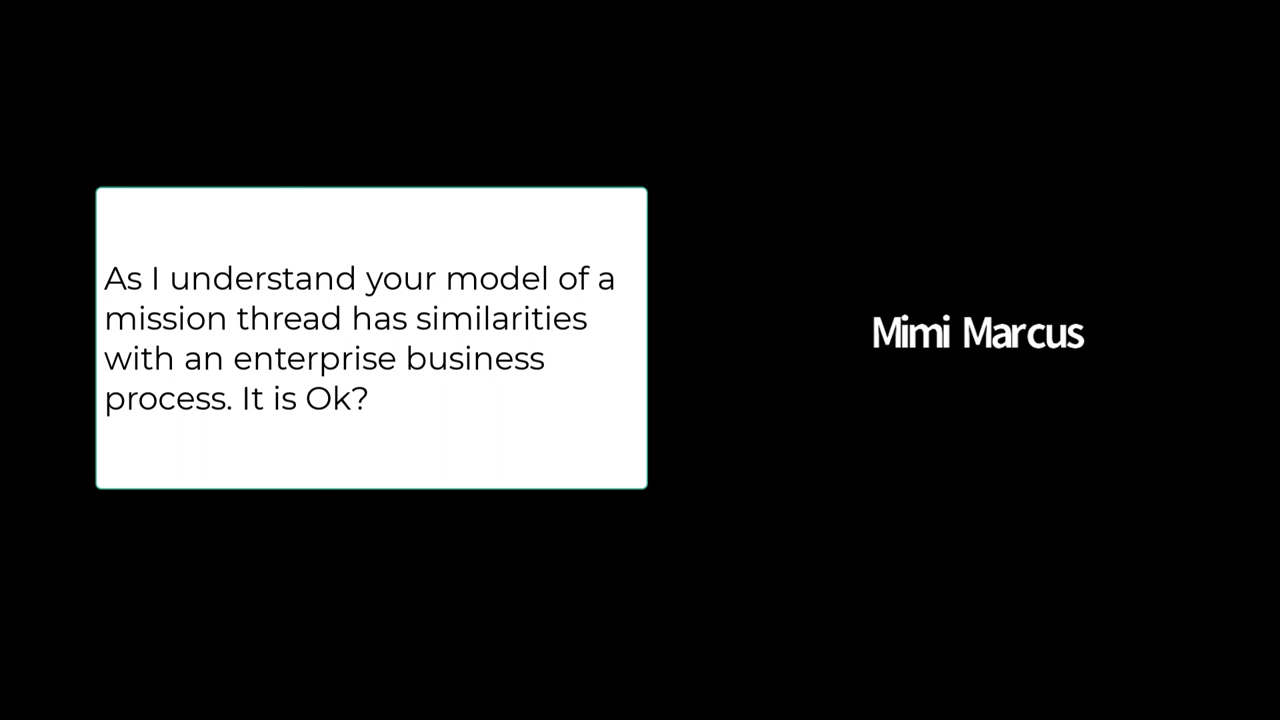 As I understand your model of a
mission thread has similarities
with an enterprise business
process. It is Ok?
Mimi Marcus